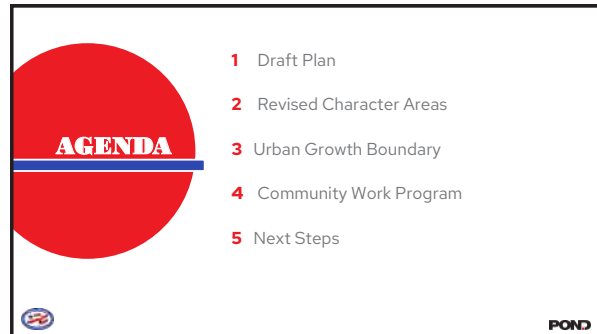 AGENDA
1 Draft Plan
2 Revised Character Areas
3 Urban Growth Boundary
4 Community Work Program
5 Next Steps
POND